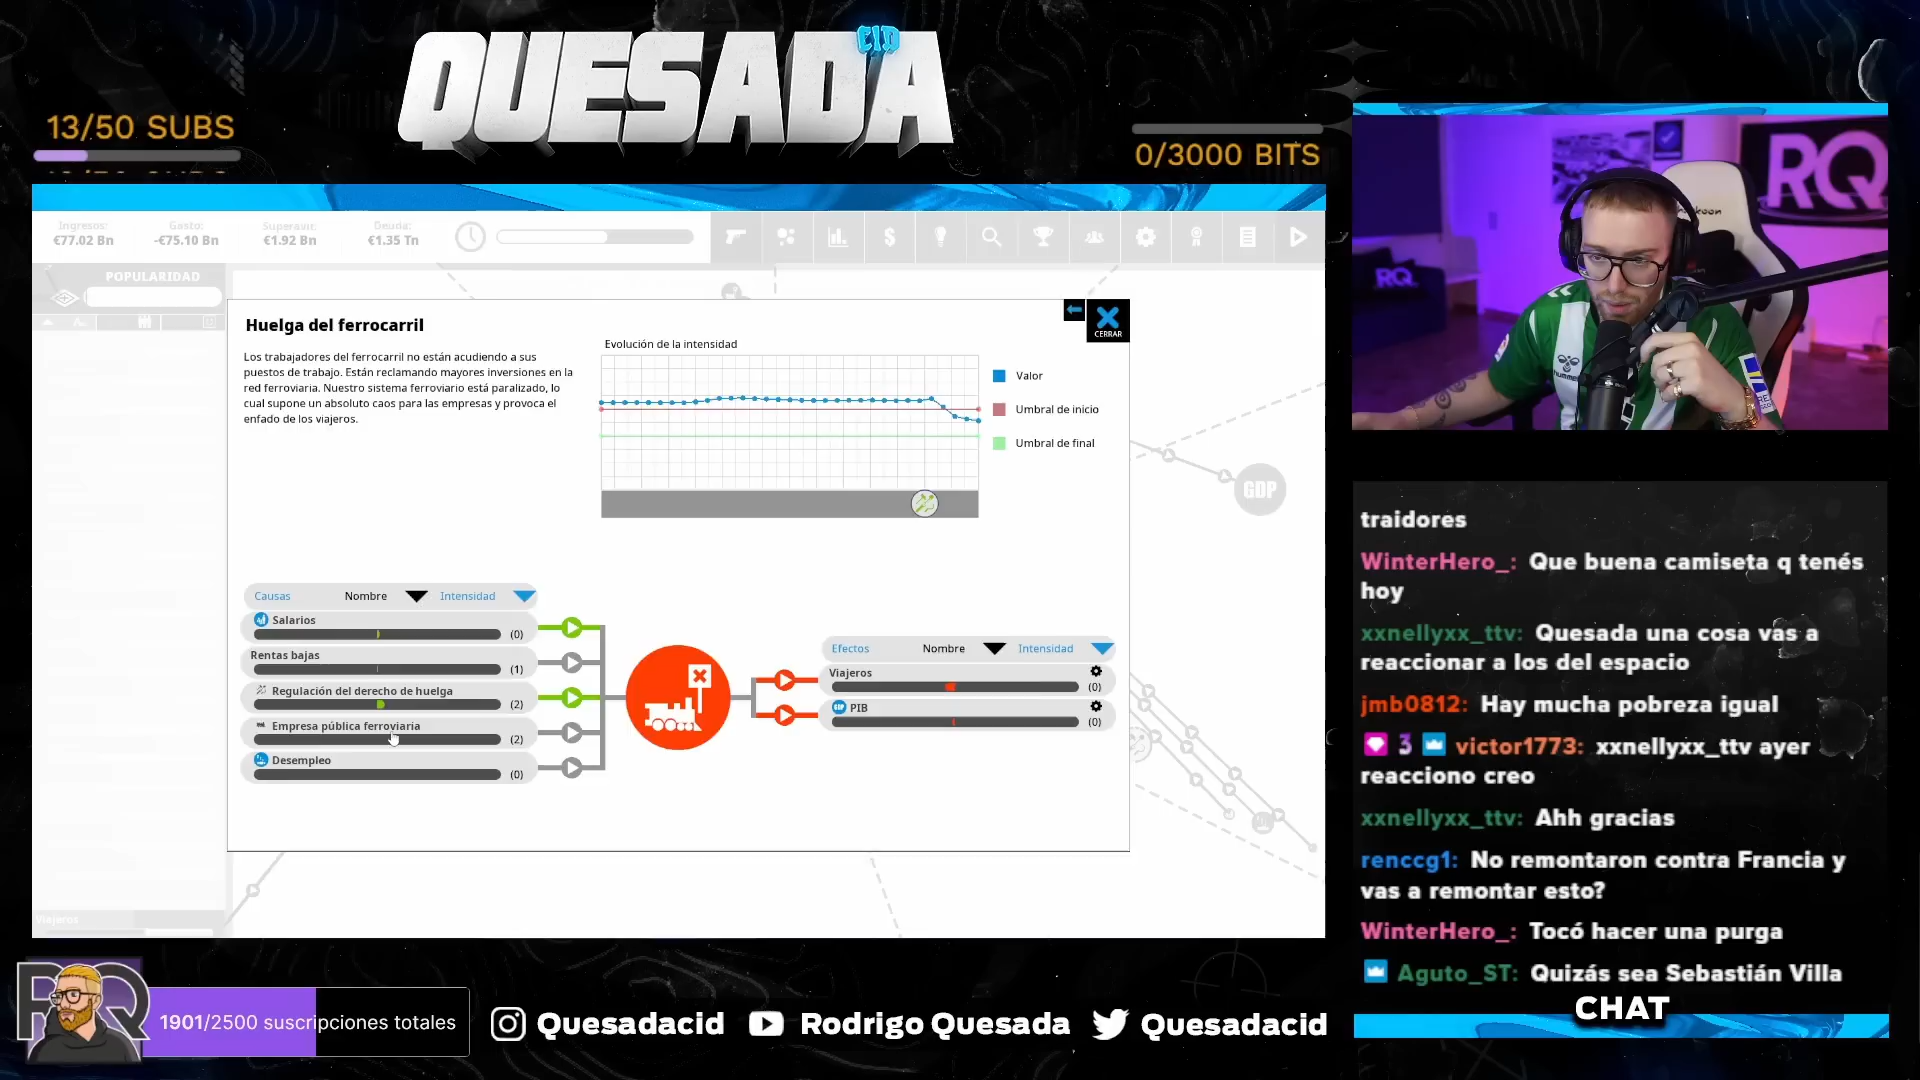 QUESADA
CID
13/50 SUBS
0/3000 BITS
RQ
RQ
Ingresos:
€77.02 Bn
Gasto:
-€75.10 Bn
Superavit:
€1.92 Bn
Deuda:
€1.35 Tn
POPULARIDAD
Huelga del ferrocarril
CERRAR
Los trabajadores del ferrocarril no están acudiendo a sus
puestos de trabajo. Están reclamando mayores inversiones en la
red ferroviaria. Nuestro sistema ferroviario está paralizado, lo
cual supone un absoluto caos para las empresas y provoca el
enfado de los viajeros.
Evolución de la intensidad
Valor
Umbral de inicio
Umbral de final
GDP
Causas Nombre Intensidad
Salarios
(0)
Rentas bajas
(1)
Regulación del derecho de huelga
(2)
Empresa pública ferroviaria
(2)
Desempleo
(0)
Efectos Nombre Intensidad
Viajeros
(0)
GDP PIB
(0)
Viajeros
traidores
WinterHero_: Que buena camiseta q tenés
hoy
xxnellyxx_ttv: Quesada una cosa vas a
reaccionar a los del espacio
jmb0812: Hay mucha pobreza igual
3 victor1773: xxnellyxx_ttv ayer
reacciono creo
xxnellyxx_ttv: Ahh gracias
renccg1: No remontaron contra Francia y
vas a remontar esto?
WinterHero_: Tocó hacer una purga
Aguto_ST: Quizás sea Sebastián Villa
CHAT
RQ
1901/2500 suscripciones totales
Quesadacid
Rodrigo Quesada
Quesadacid